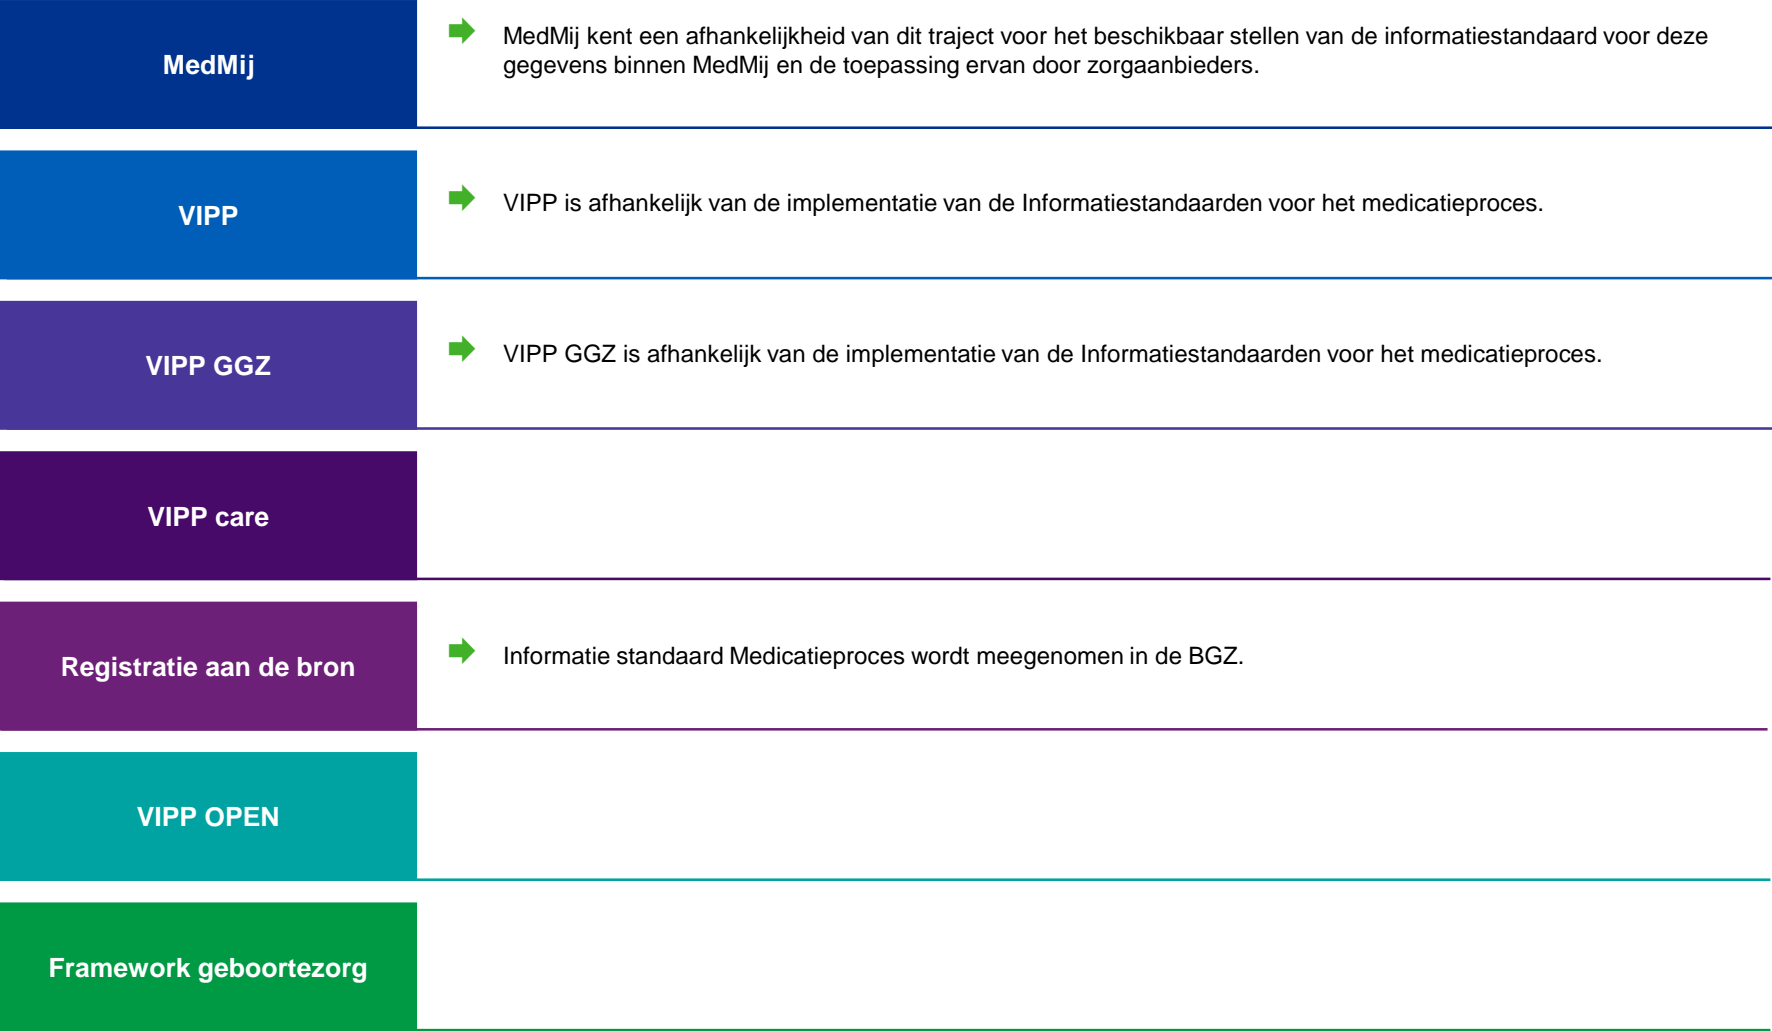 MedMij
MedMij kent een afhankelijkheid van dit traject voor het beschikbaar stellen van de informatiestandaard voor deze
gegevens binnen MedMij en de toepassing ervan door zorgaanbieders.
VIPP
VIPP is afhankelijk van de implementatie van de Informatiestandaarden voor het medicatieproces.
VIPP GGZ
VIPP GGZ is afhankelijk van de implementatie van de Informatiestandaarden voor het medicatieproces.
VIPP care
Registratie aan de bron
Informatie standaard Medicatieproces wordt meegenomen in de BGZ.
VIPP OPEN
Framework geboortezorg